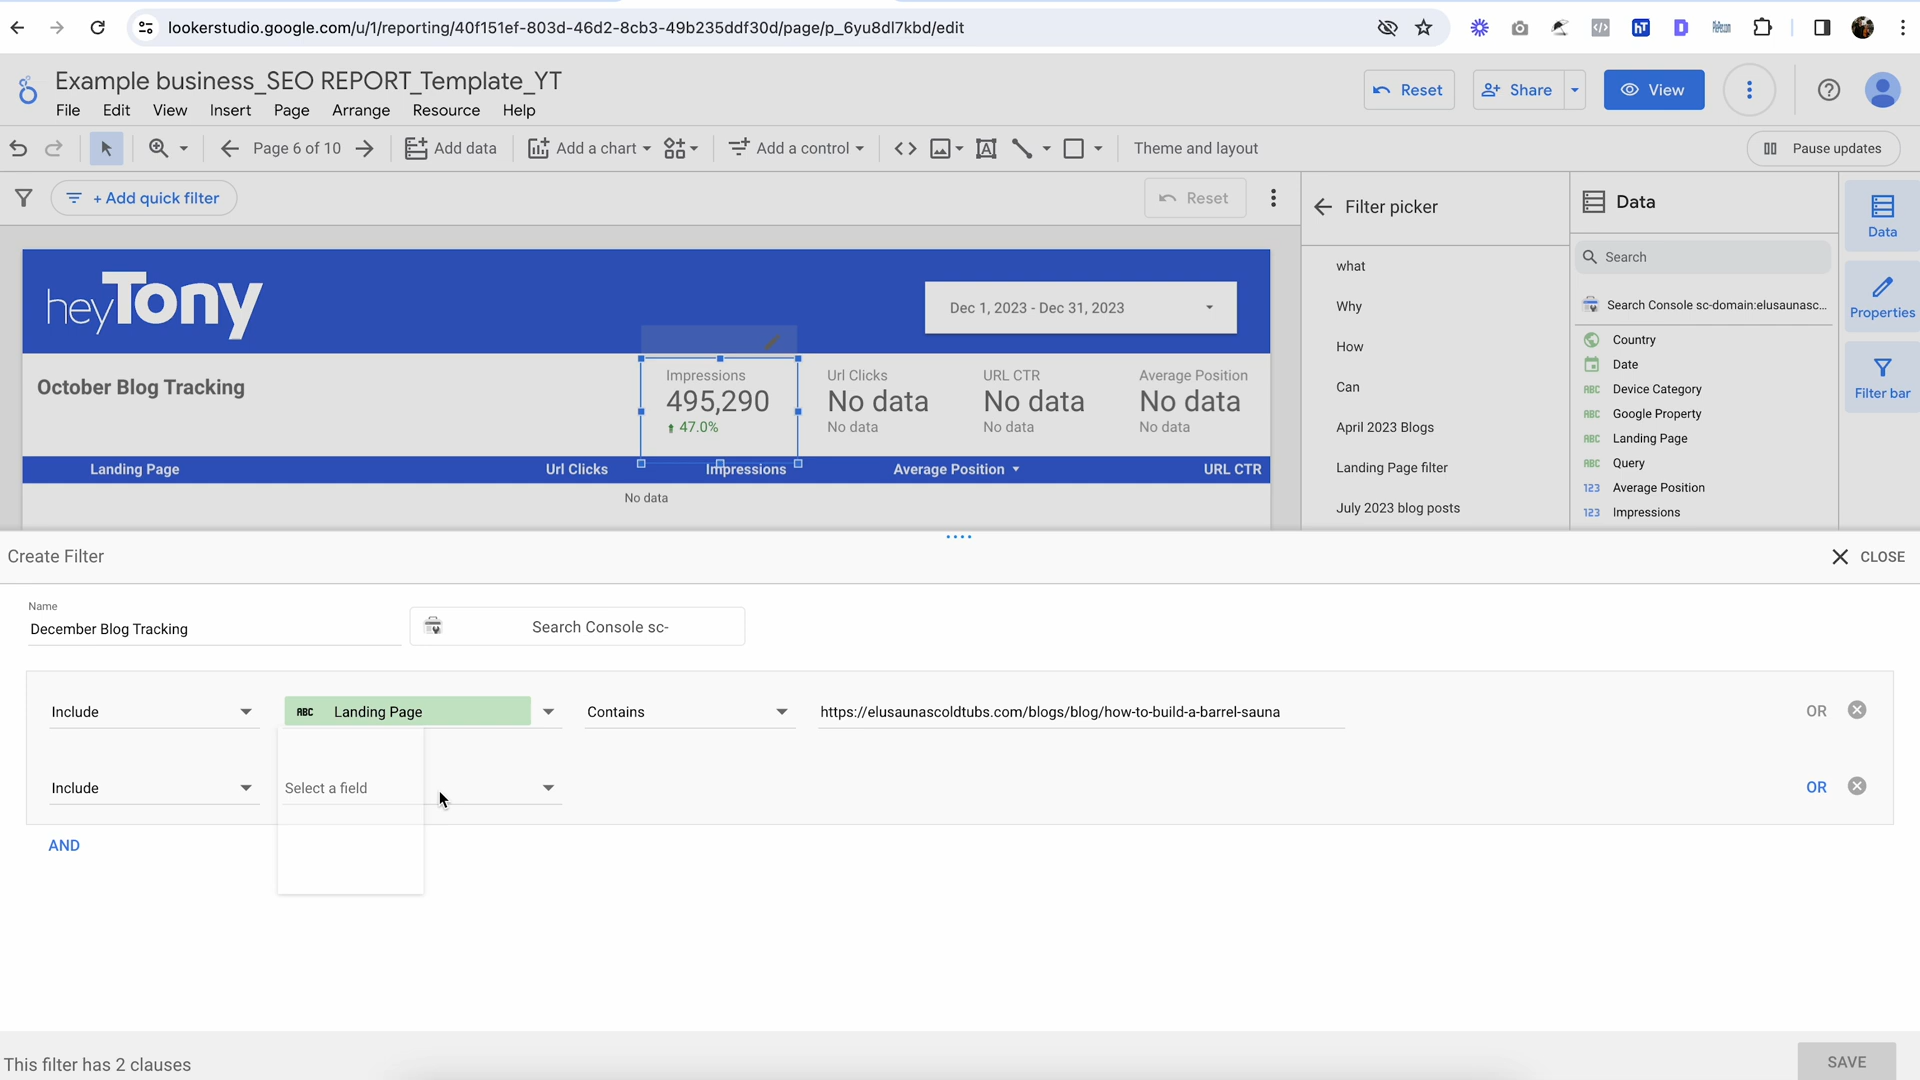 lookerstudio.google.com/u/1/reporting/40f151ef-803d-46d2-8cb3-49b235ddf30d/page/p_6yu8dl7kbd/edit
Example business_SEO REPORT_Template_YT
Reset
Share
View
File Edit View Insert Page Arrange Resource Help
Page 6 of 10
Add data
Add a chart
Add a control
Theme and layout
Pause updates
+ Add quick filter
Reset
heyTony
Dec 1, 2023 - Dec 31, 2023
October Blog Tracking
Impressions
495,290
47.0%
Url Clicks
No data
No data
URL CTR
No data
No data
Average Position
No data
No data
Landing Page Url Clicks Impressions Average Position URL CTR
No data
Filter picker
what
Why
How
Can
April 2023 Blogs
Landing Page filter
July 2023 blog posts
Data
Search
Search Console sc-domain:elusaunasc...
Country
Date
ABC Device Category
ABC Google Property
ABC Landing Page
ABC Query
123 Average Position
123 Impressions
Data
Properties
Filter bar
Create Filter
CLOSE
Name
December Blog Tracking
Search Console sc-
Include
ABC Landing Page
Contains
https://elusaunascoldtubs.com/blogs/blog/how-to-build-a-barrel-sauna
OR
Include
Select a field
OR
AND
This filter has 2 clauses
SAVE